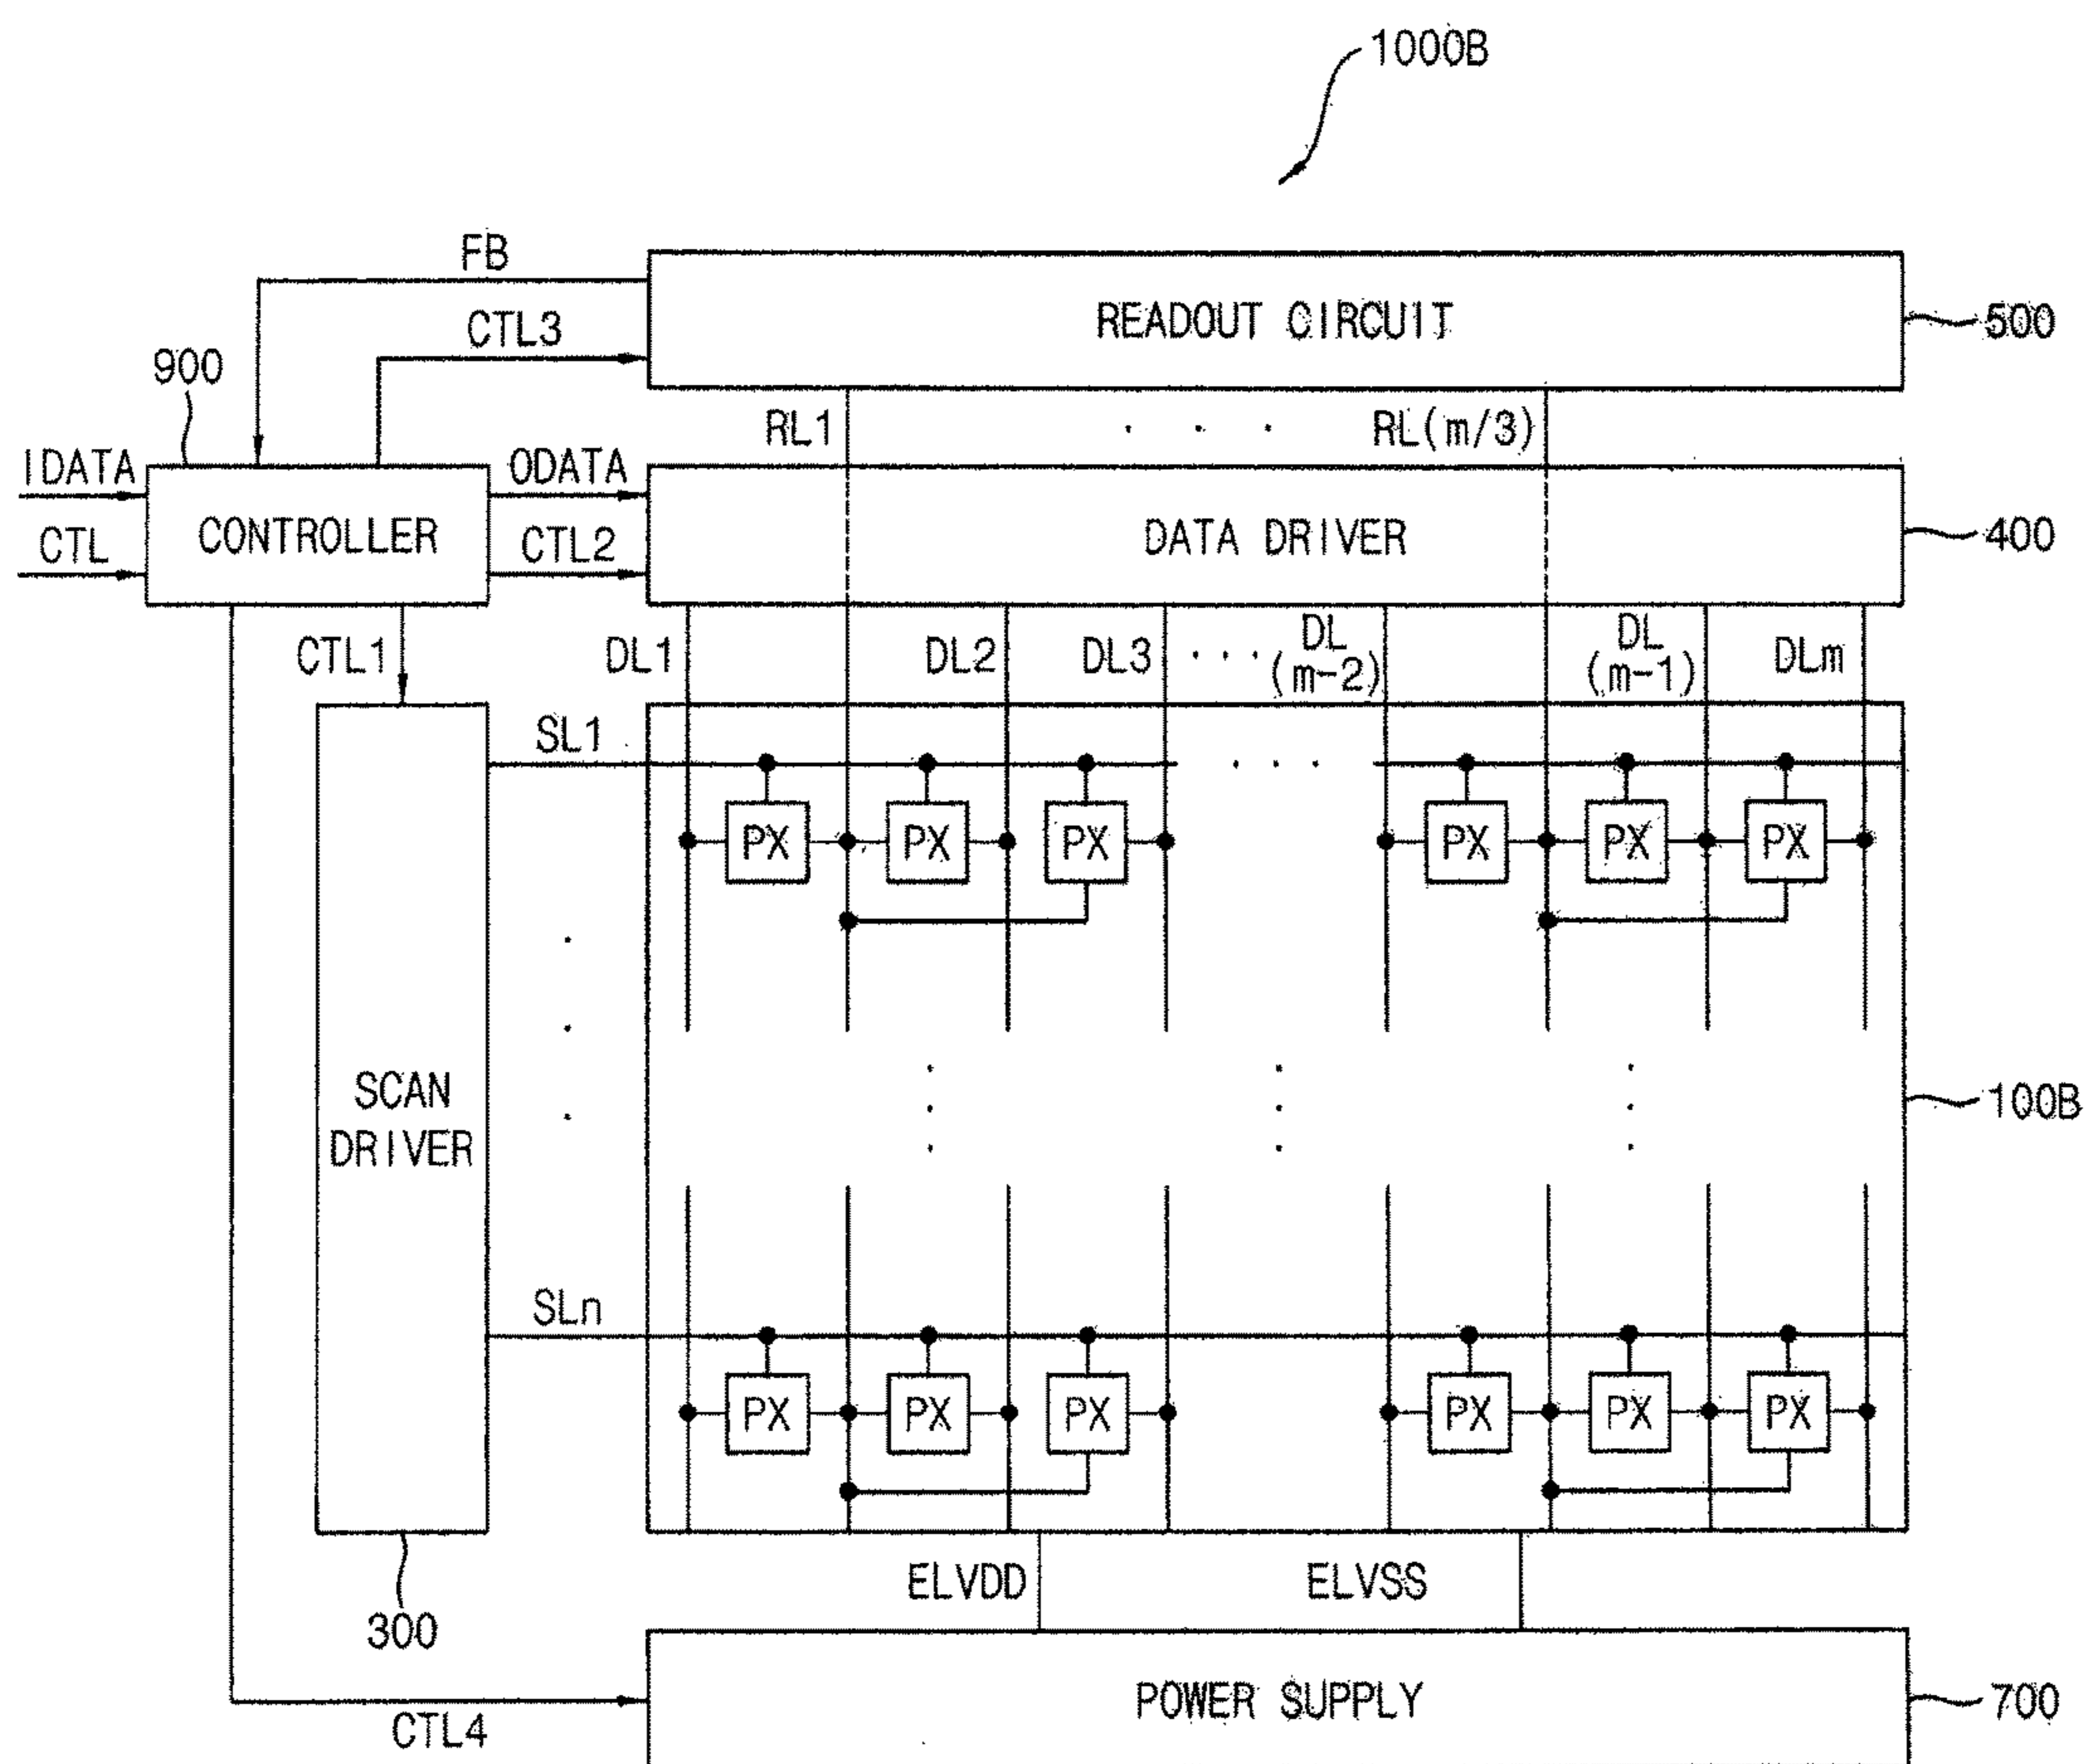 1000B
FB
READOUT CIRCUIT
500
CTL3
900
RL1
. . .
RL(m/3)
IDATA
ODATA
CONTROLLER
DATA DRIVER
400
CTL
CTL2
CTL1
DL1
DL2
DL3
. . .
DL
(m-2)
DL
(m-1)
DLm
SL1
. . .
PX
PX
PX
PX
PX
PX
SCAN
DRIVER
100B
SLn
PX
PX
PX
PX
PX
PX
ELVDD
ELVSS
300
POWER SUPPLY
700
CTL4